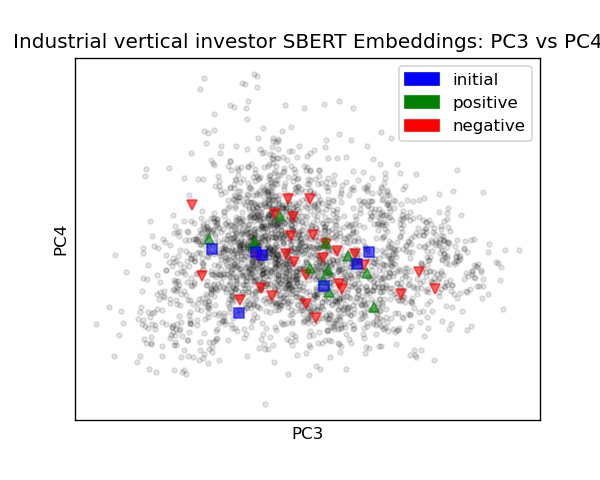 Industrial vertical investor SBERT Embeddings: PC3 vs PC4
initial
positive
negative
PC4
PC3